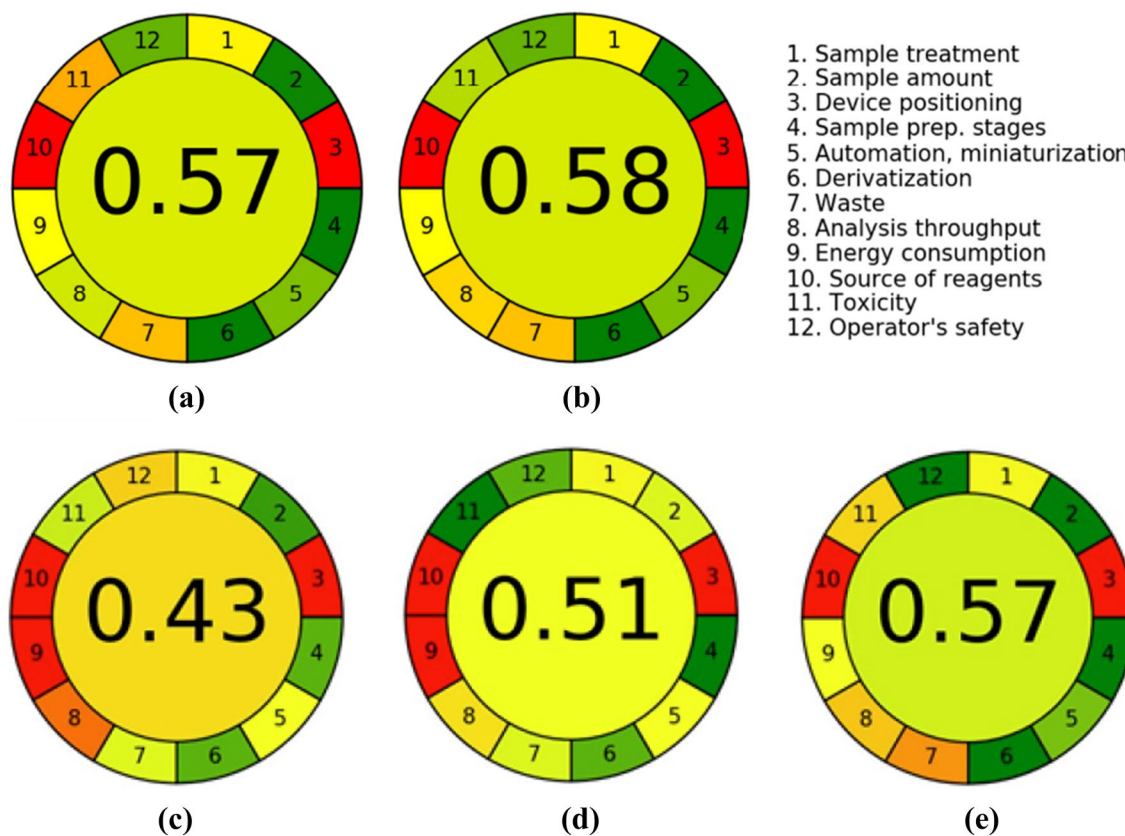 12 1
11 2
10 0.57 3
9 4
8 5
7 6
(a)
12 1
11 2
10 0.58 3
9 4
8 5
7 6
(b)
1. Sample treatment
2. Sample amount
3. Device positioning
4. Sample prep. stages
5. Automation, miniaturization
6. Derivatization
7. Waste
8. Analysis throughput
9. Energy consumption
10. Source of reagents
11. Toxicity
12. Operator's safety
12 1
11 2
10 0.43 3
9 4
8 5
7 6
(c)
12 1
11 2
10 0.51 3
9 4
8 5
7 6
(d)
12 1
11 2
10 0.57 3
9 4
8 5
7 6
(e)